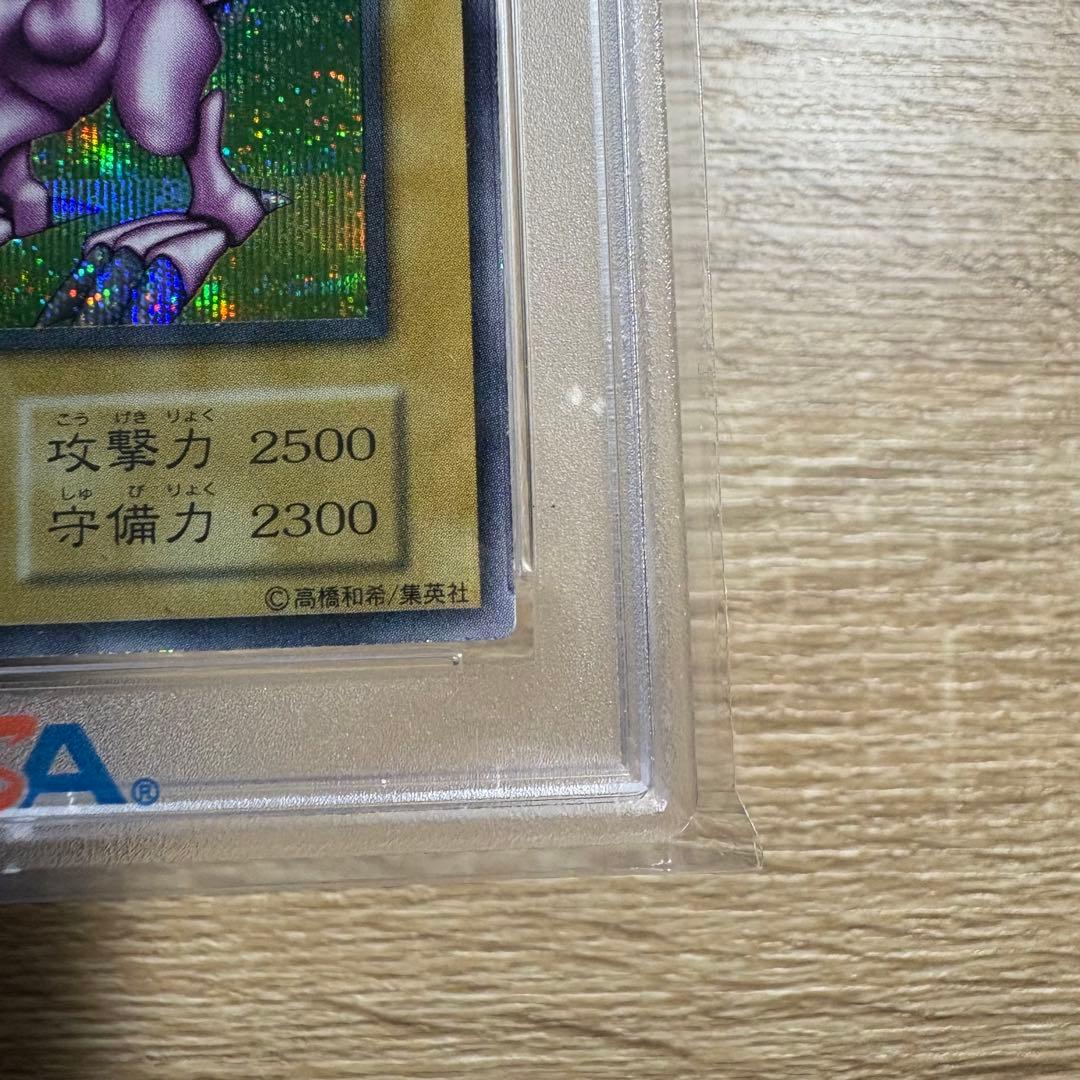 こう げき りょく
攻撃力 2500
しゅ び りょく
守備力 2300
©高橋和希/集英社
SA®